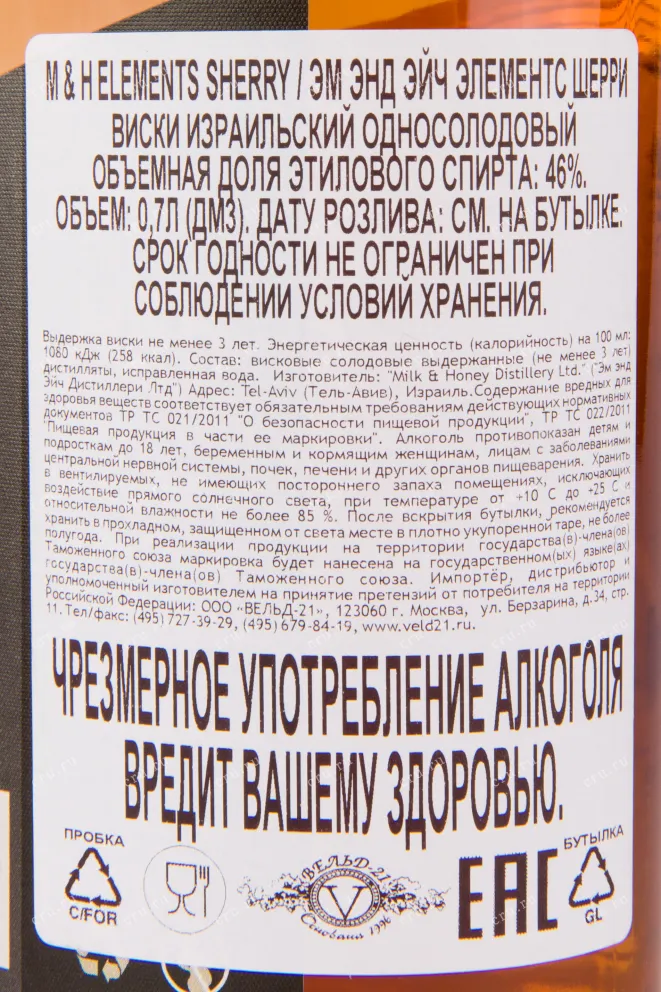 M & H ELEMENTS SHERRY / ЭМ ЭНД ЭЙЧ ЭЛЕМЕНТС ШЕРРИ
ВИСКИ ИЗРАИЛЬСКИЙ ОДНОСОЛОДОВЫЙ
ОБЪЕМНАЯ ДОЛЯ ЭТИЛОВОГО СПИРТА: 46%.
ОБЪЕМ: 0,7Л (ДМ3). ДАТУ РОЗЛИВА: СМ. НА БУТЫЛКЕ.
СРОК ГОДНОСТИ НЕ ОГРАНИЧЕН ПРИ
СОБЛЮДЕНИИ УСЛОВИЙ ХРАНЕНИЯ.
Выдержка виски не менее 3 лет. Энергетическая ценность (калорийность) на 100 мл:
1080 кДж (258 ккал). Состав: висковые солодовые выдержанные (не менее 3 лет)
дистилляты, исправленная вода. Изготовитель: "Milk & Honey Distillery Ltd." ("Эм энд
Эйч Дистиллери Лтд") Адрес: Tel-Aviv (Тель-Авив), Израиль.Содержание вредных для
здоровья веществ соответствует обязательным требованиям действующих нормативных
документов ТР ТС 021/2011 "О безопасности пищевой продукции", ТР ТС 022/2011
"Пищевая продукция в части ее маркировки". Алкоголь противопоказан детям и
подросткам до 18 лет, беременным и кормящим женщинам, лицам с заболеваниями
центральной нервной системы, почек, печени и других органов пищеварения. Хранить
в вентилируемых, не имеющих постороннего запаха помещениях, исключающих
воздействие прямого солнечного света, при температуре от +10 С до +25 С и
относительной влажности не более 85 %. После вскрытия бутылки, рекомендуется
хранить в прохладном, защищенном от света месте в плотно укупоренной таре, не более
полугода. При реализации продукции на территории государства(в)-члена(ов)
Таможенного союза маркировка будет нанесена на государственном(ых) языке(ах)
государства(в)-члена(ов) Таможенного союза. Импортёр, дистрибьютор и
уполномоченный изготовителем на принятие претензий от потребителя на территории
Российской Федерации: ООО «ВЕЛЬД-21», 123060 г. Москва, ул. Берзарина, д.34, стр.
11. Тел/факс: (495) 727-39-29, (495) 679-84-19, www.veld21.ru.
ЧРЕЗМЕРНОЕ УПОТРЕБЛЕНИЕ АЛКОГОЛЯ
ВРЕДИТ ВАШЕМУ ЗДОРОВЬЮ.
ПРОБКА
C/FOR
ВЕЛЬД-21
V
Основана 1996
EAC
БУТЫЛКА
GL